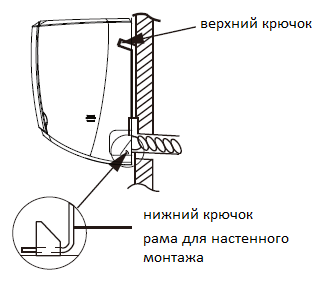 верхний крючок
нижний крючок
рама для настенного
монтажа